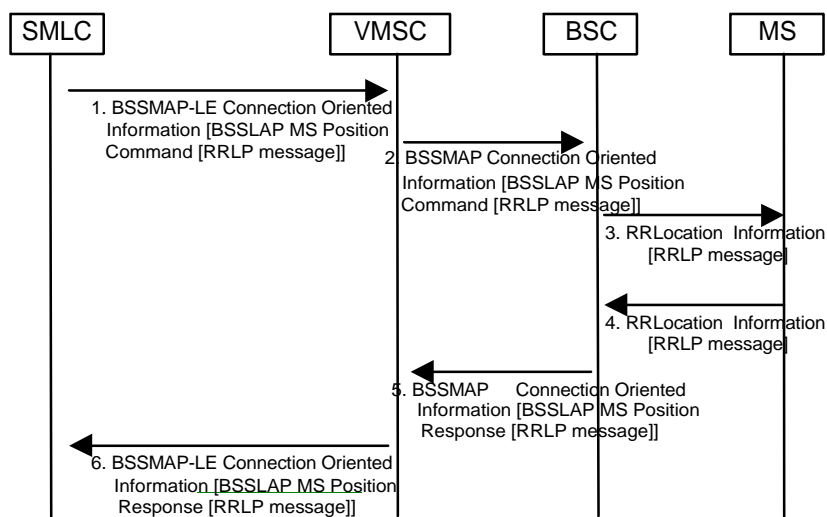 SMLC VMSC BSC MS
1. BSSMAP-LE Connection Oriented
Information [BSSLAP MS Position
Command [RRLP message]]
2. BSSMAP Connection Oriented
Information [BSSLAP MS Position
Command [RRLP message]]
3. RRLocation Information
[RRLP message]
4. RRLocation Information
[RRLP message]
5. BSSMAP Connection Oriented
Information [BSSLAP MS Position
Response [RRLP message]]
6. BSSMAP-LE Connection Oriented
Information [BSSLAP MS Position
Response [RRLP message]]